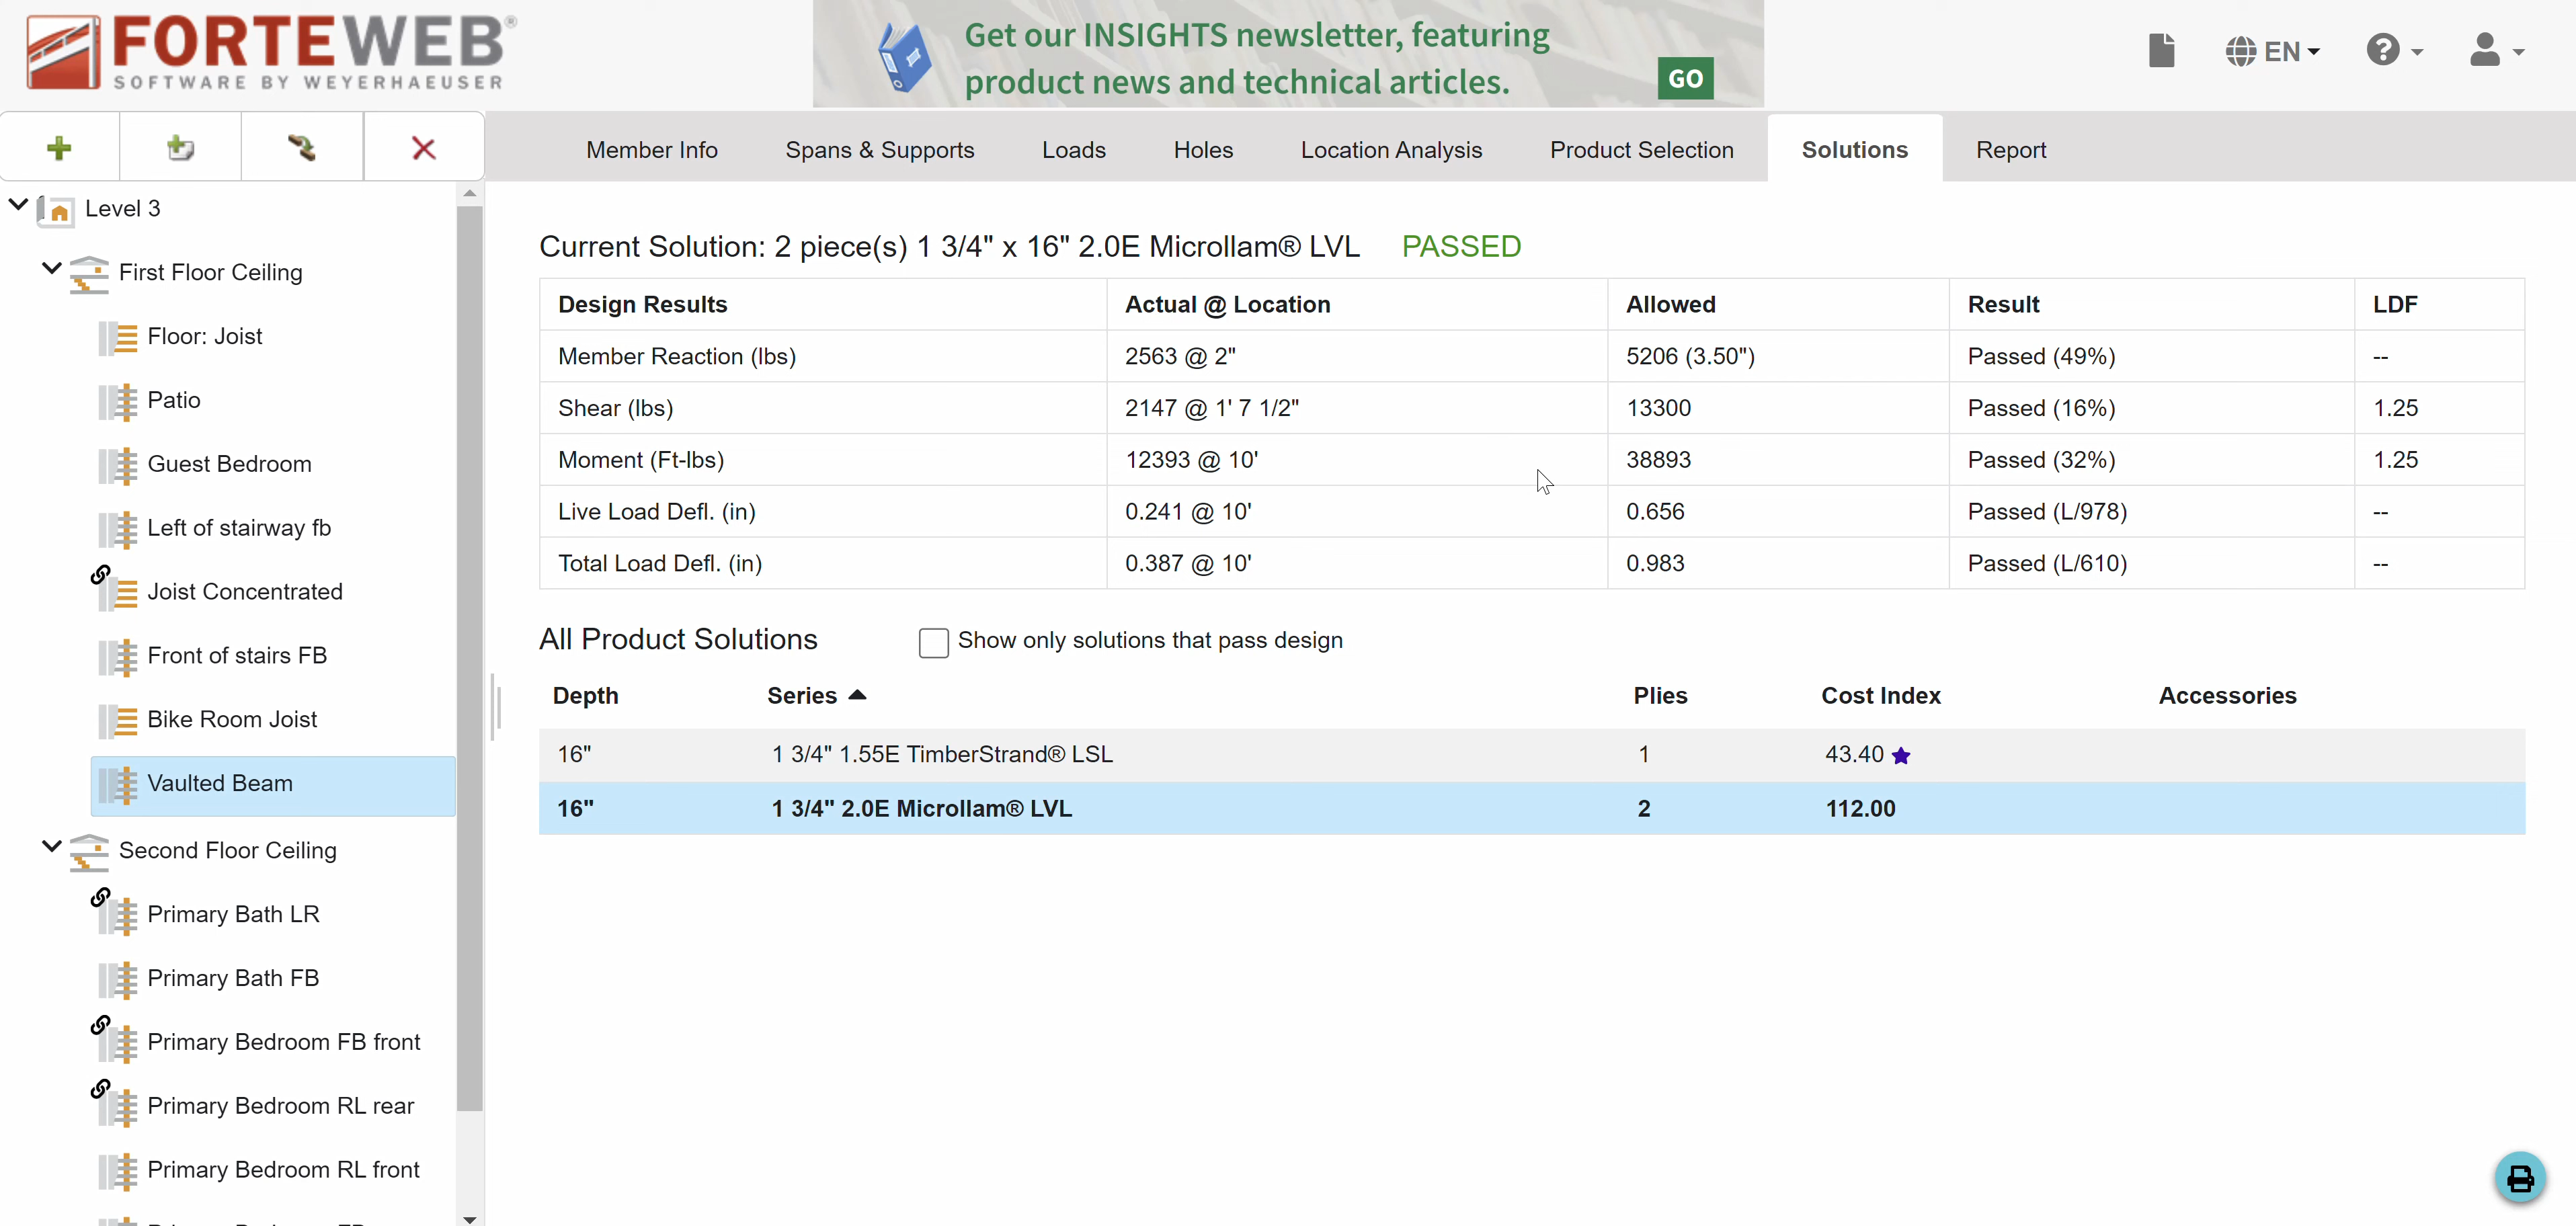 FORTEWEB®
SOFTWARE BY WEYERHAEUSER
Get our INSIGHTS newsletter, featuring
product news and technical articles.
GO
EN
Member Info
Spans & Supports
Loads
Holes
Location Analysis
Product Selection
Solutions
Report
Level 3
First Floor Ceiling
Floor: Joist
Patio
Guest Bedroom
Left of stairway fb
Joist Concentrated
Front of stairs FB
Bike Room Joist
Vaulted Beam
Second Floor Ceiling
Primary Bath LR
Primary Bath FB
Primary Bedroom FB front
Primary Bedroom RL rear
Primary Bedroom RL front
Current Solution: 2 piece(s) 1 3/4" x 16" 2.0E Microllam® LVL PASSED
Design Results Actual @ Location Allowed Result LDF
Member Reaction (lbs) 2563 @ 2" 5206 (3.50") Passed (49%) --
Shear (lbs) 2147 @ 1' 7 1/2" 13300 Passed (16%) 1.25
Moment (Ft-lbs) 12393 @ 10' 38893 Passed (32%) 1.25
Live Load Defl. (in) 0.241 @ 10' 0.656 Passed (L/978) --
Total Load Defl. (in) 0.387 @ 10' 0.983 Passed (L/610) --
All Product Solutions
Show only solutions that pass design
Depth Series Plies Cost Index Accessories
16" 1 3/4" 1.55E TimberStrand® LSL 1 43.40
16" 1 3/4" 2.0E Microllam® LVL 2 112.00